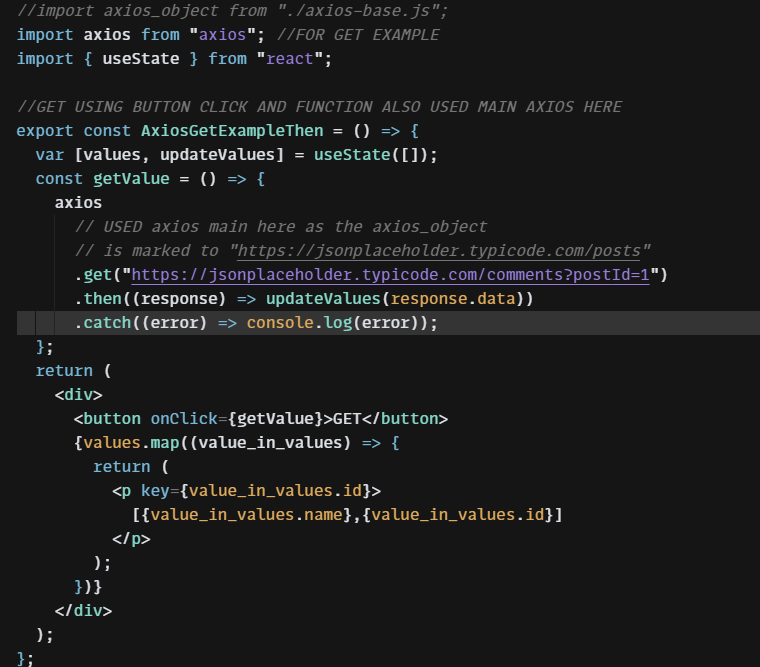 //import axios_object from "./axios-base.js";
import axios from "axios"; //FOR GET EXAMPLE
import { useState } from "react";

//GET USING BUTTON CLICK AND FUNCTION ALSO USED MAIN AXIOS HERE
export const AxiosGetExampleThen = () => {
  var [values, updateValues] = useState([]);
  const getValue = () => {
    axios
      // USED axios main here as the axios_object
      // is marked to "https://jsonplaceholder.typicode.com/posts"
      .get("https://jsonplaceholder.typicode.com/comments?postId=1")
      .then((response) => updateValues(response.data))
      .catch((error) => console.log(error));
  };
  return (
    <div>
      <button onClick={getValue}>GET</button>
      {values.map((value_in_values) => {
        return (
          <p key={value_in_values.id}>
            [{value_in_values.name},{value_in_values.id}]
          </p>
        );
      })}
    </div>
  );
};